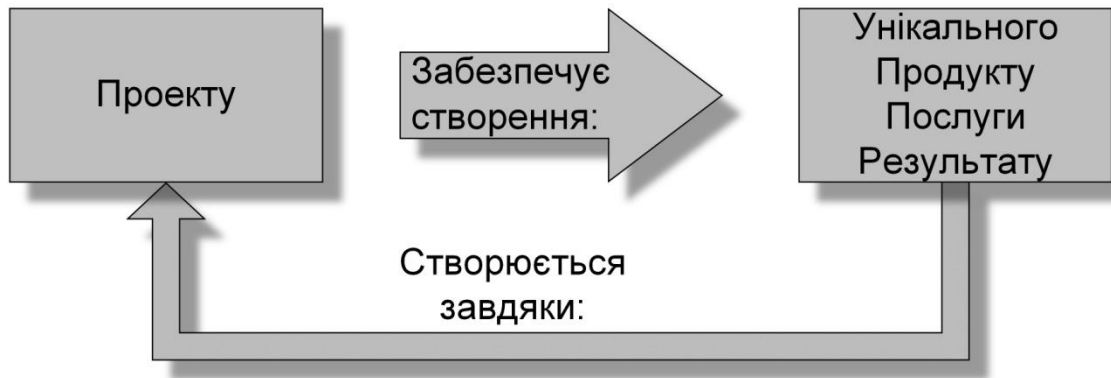 Проекту
Забезпечує
створення:
Унікального
Продукту
Послуги
Результату
Створюється
завдяки: